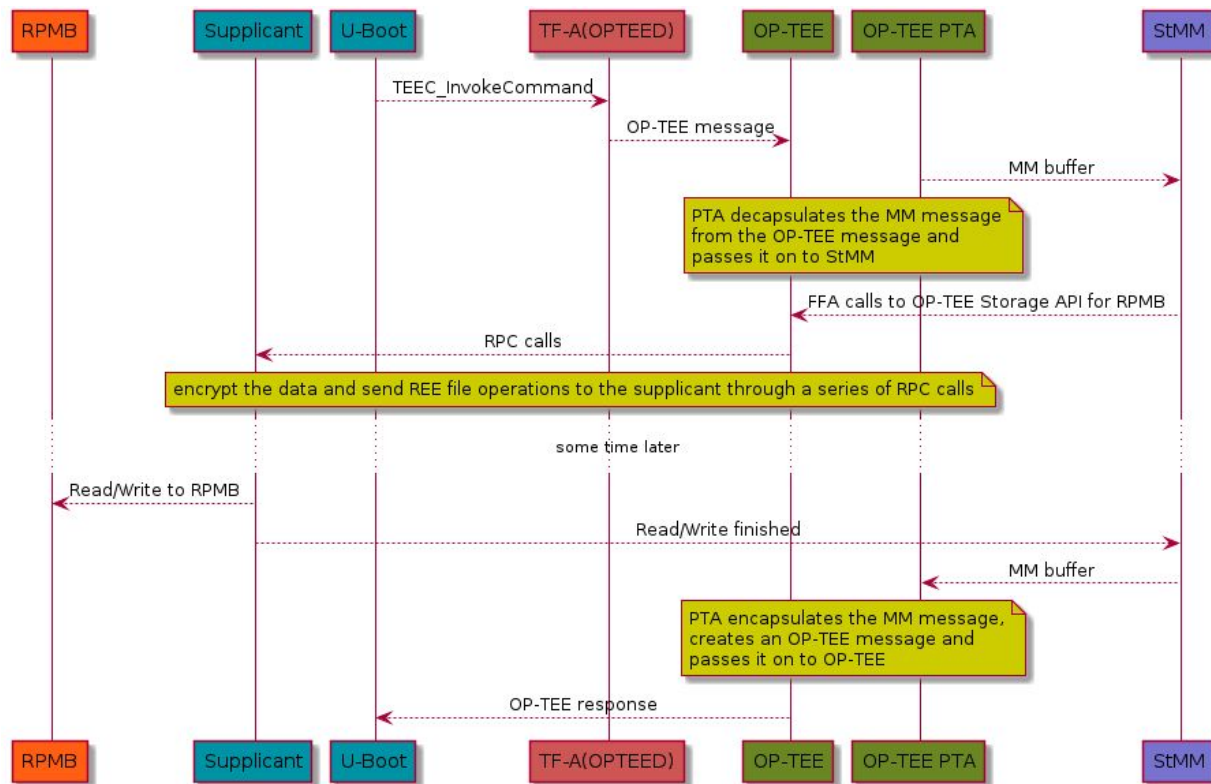 RPMB
Supplicant
U-Boot
TF-A(OPTEED)
OP-TEE
OP-TEE PTA
StMM
TEEC_InvokeCommand
OP-TEE message
MM buffer
PTA decapsulates the MM message
from the OP-TEE message and
passes it on to StMM
FFA calls to OP-TEE Storage API for RPMB
RPC calls
encrypt the data and send REE file operations to the supplicant through a series of RPC calls
some time later
Read/Write to RPMB
Read/Write finished
MM buffer
PTA encapsulates the MM message,
creates an OP-TEE message and
passes it on to OP-TEE
OP-TEE response
RPMB
Supplicant
U-Boot
TF-A(OPTEED)
OP-TEE
OP-TEE PTA
StMM